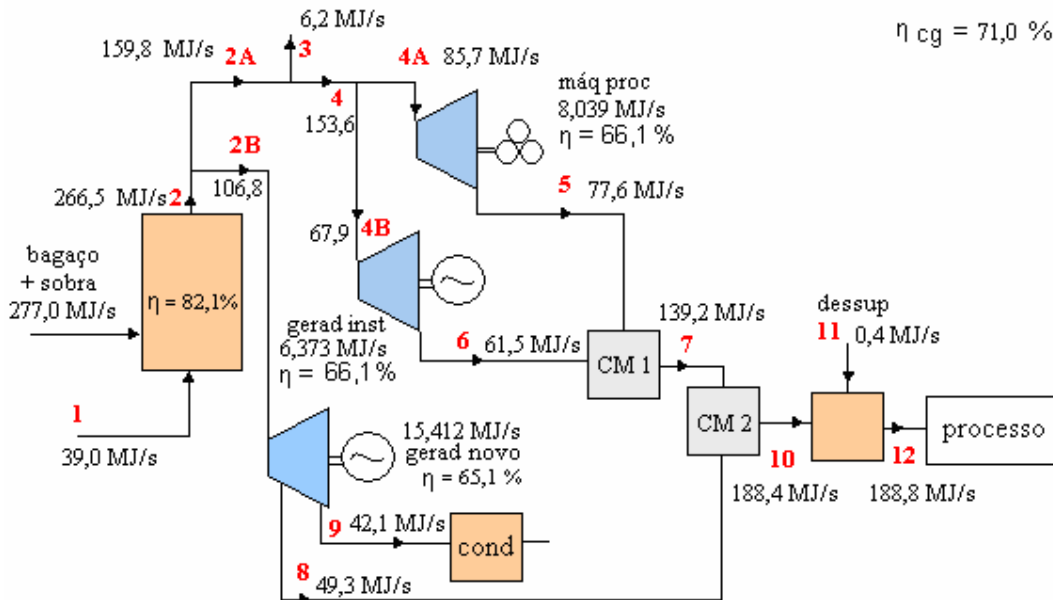 6,2 MJ/s
η cg = 71,0 %
159,8 MJ/s
2A
3
4A
85,7 MJ/s
4
máq proc
8,039 MJ/s
η = 66,1 %
153,6
2B
266,5 MJ/s
2
106,8
5
77,6 MJ/s
bagaço
+ sobra
277,0 MJ/s
η = 82,1%
67,9
4B
gerad inst
6,373 MJ/s
η = 66,1 %
6
61,5 MJ/s
CM 1
139,2 MJ/s
7
dessup
11
0,4 MJ/s
CM 2
processo
10
12
188,4 MJ/s
188,8 MJ/s
1
39,0 MJ/s
15,412 MJ/s
gerad novo
η = 65,1 %
9
42,1 MJ/s
cond
8
49,3 MJ/s